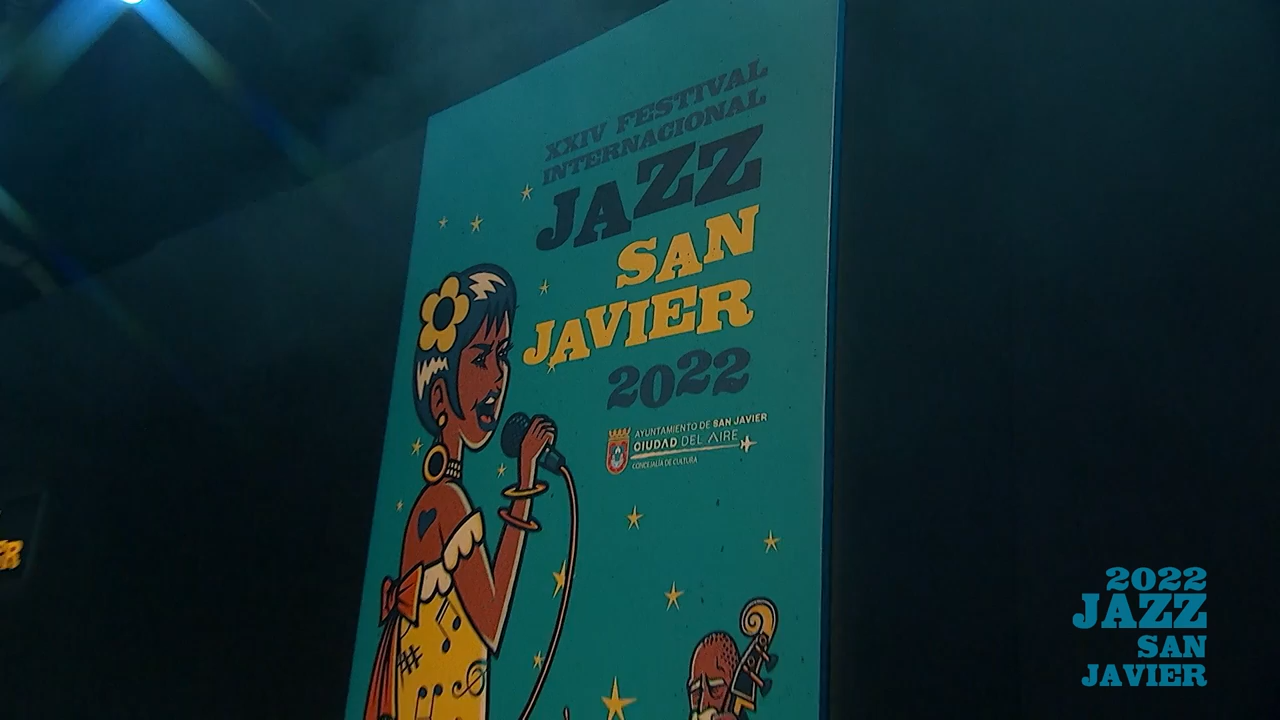 XXIV FESTIVAL
INTERNACIONAL
JAZZ
SAN
JAVIER
2022
AYUNTAMIENTO DE SAN JAVIER
CIUDAD DEL AIRE
CONCEJALÍA DE CULTURA
2022
JAZZ
SAN
JAVIER